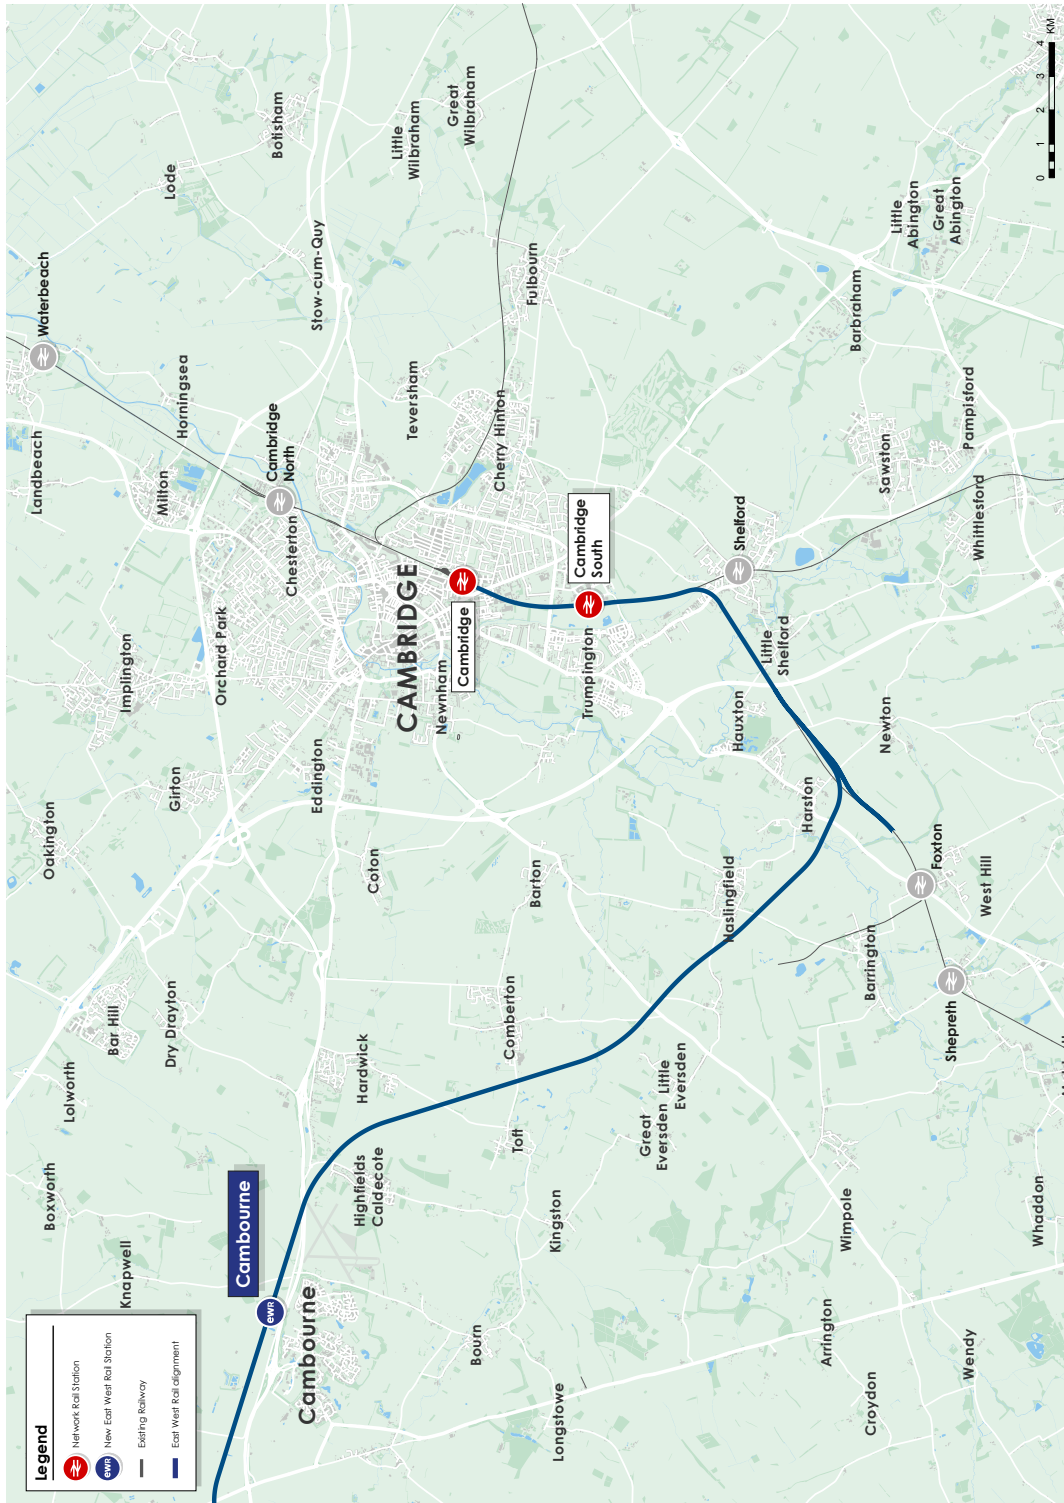 Legend
Network Rail Station
New East West Rail Station
ewr
Existing Railway
East West Rail alignment
Boxworth
Lolworth
Oakington
Landbeach
Waterbeach
Knapwell
Bar Hill
Dry Drayton
Girton
Implington
Milton
Horningsea
Lode
Cambourne
ewr
Orchard Park
Cambridge
North
Chesterton
Botisham
Cambourne
Eddington
Stow-cum-Quy
Highfields
Caldecote
Hardwick
Coton
CAMBRIDGE
Teversham
Little
Wilbraham
Newnham
Cambridge
Great
Wilbraham
Bourn
Toft
Comberton
Barton
Cherry Hinton
Fulbourn
Longstowe
Kingston
Trumpington
Cambridge
South
Great
Eversden
Little
Eversden
Haslingfield
Hauxton
Shelford
Little
Shelford
Harston
Arrington
Wimpole
Croydon
Barrington
Newton
Sawston
Barbraham
Little
Abington
Great
Abington
Foxton
Shepreth
Wendy
West Hill
Whittlesford
Pampisford
Whaddon
0 1 2 3 4
KM